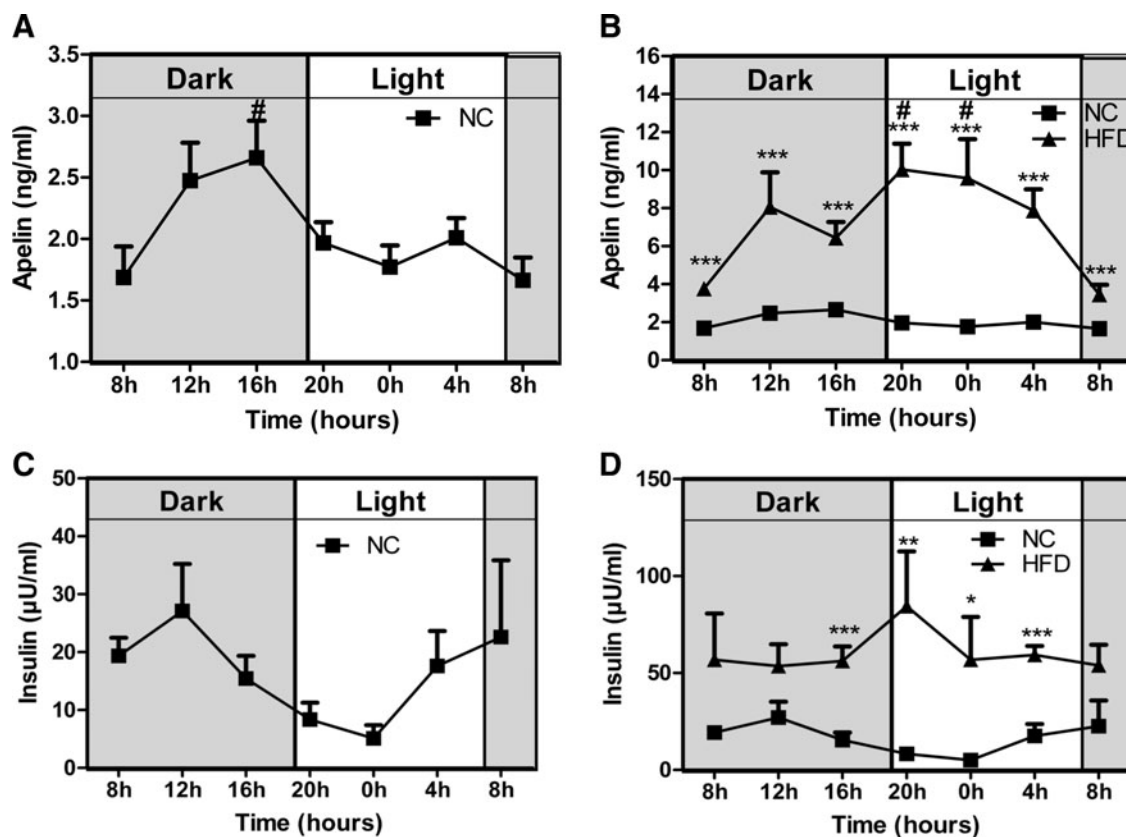 A
3.5
3.0
2.5
2.0
1.5
1.0
Apelin (ng/ml)
Dark
Light
#
NC
8h 12h 16h 20h 0h 4h 8h
Time (hours)
B
16
14
12
10
8
6
4
2
0
Apelin (ng/ml)
Dark
Light
NC
HFD
# #
*** *** *** *** *** *** ***
8h 12h 16h 20h 0h 4h 8h
Time (hours)
C
50
40
30
20
10
0
Insulin (µU/ml)
Dark
Light
NC
8h 12h 16h 20h 0h 4h 8h
Time (hours)
D
150
100
50
0
Insulin (µU/ml)
Dark
Light
NC
HFD
*** ** * ***
8h 12h 16h 20h 0h 4h 8h
Time (hours)